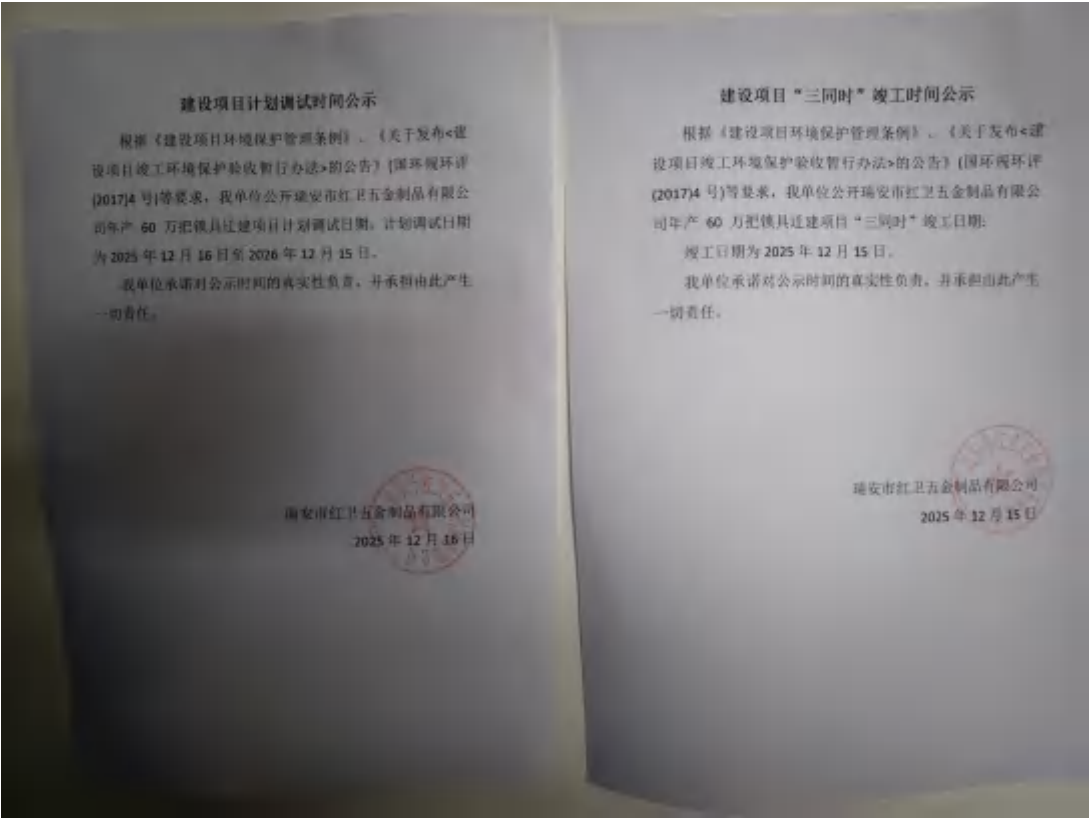 建设项目计划调试时间公示
根据《建设项目环境保护管理条例》、《关于发布<建
设项目竣工环境保护验收暂行办法>的公告》(国环规环评
(2017)4 号)等要求，我单位公开瑞安市红卫五金制品有限公
司年产 60 万把锁具迁建项目计划调试日期。计划调试日期
为 2025 年 12 月 16 日至 2026 年 12 月 15 日。
我单位承诺对公示时间的真实性负责，并承担由此产生
一切责任。
瑞安市红卫五金制品有限公司
2025 年 12 月 16 日
建设项目“三同时”竣工时间公示
根据《建设项目环境保护管理条例》、《关于发布<建
设项目竣工环境保护验收暂行办法>的公告》(国环规环评
(2017)4 号)等要求，我单位公开瑞安市红卫五金制品有限公
司年产 60 万把锁具迁建项目“三同时”竣工日期:
竣工日期为 2025 年 12 月 15 日。
我单位承诺对公示时间的真实性负责，并承担由此产生
一切责任。
瑞安市红卫五金制品有限公司
2025 年 12 月 15 日